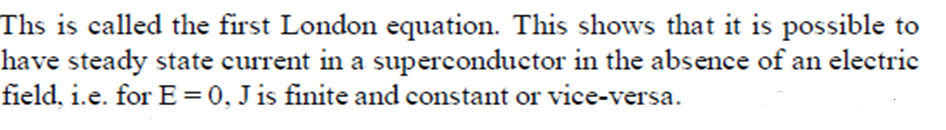 Ths is called the first London equation. This shows that it is possible to
have steady state current in a superconductor in the absence of an electric
field, i.e. for E = 0, J is finite and constant or vice-versa.